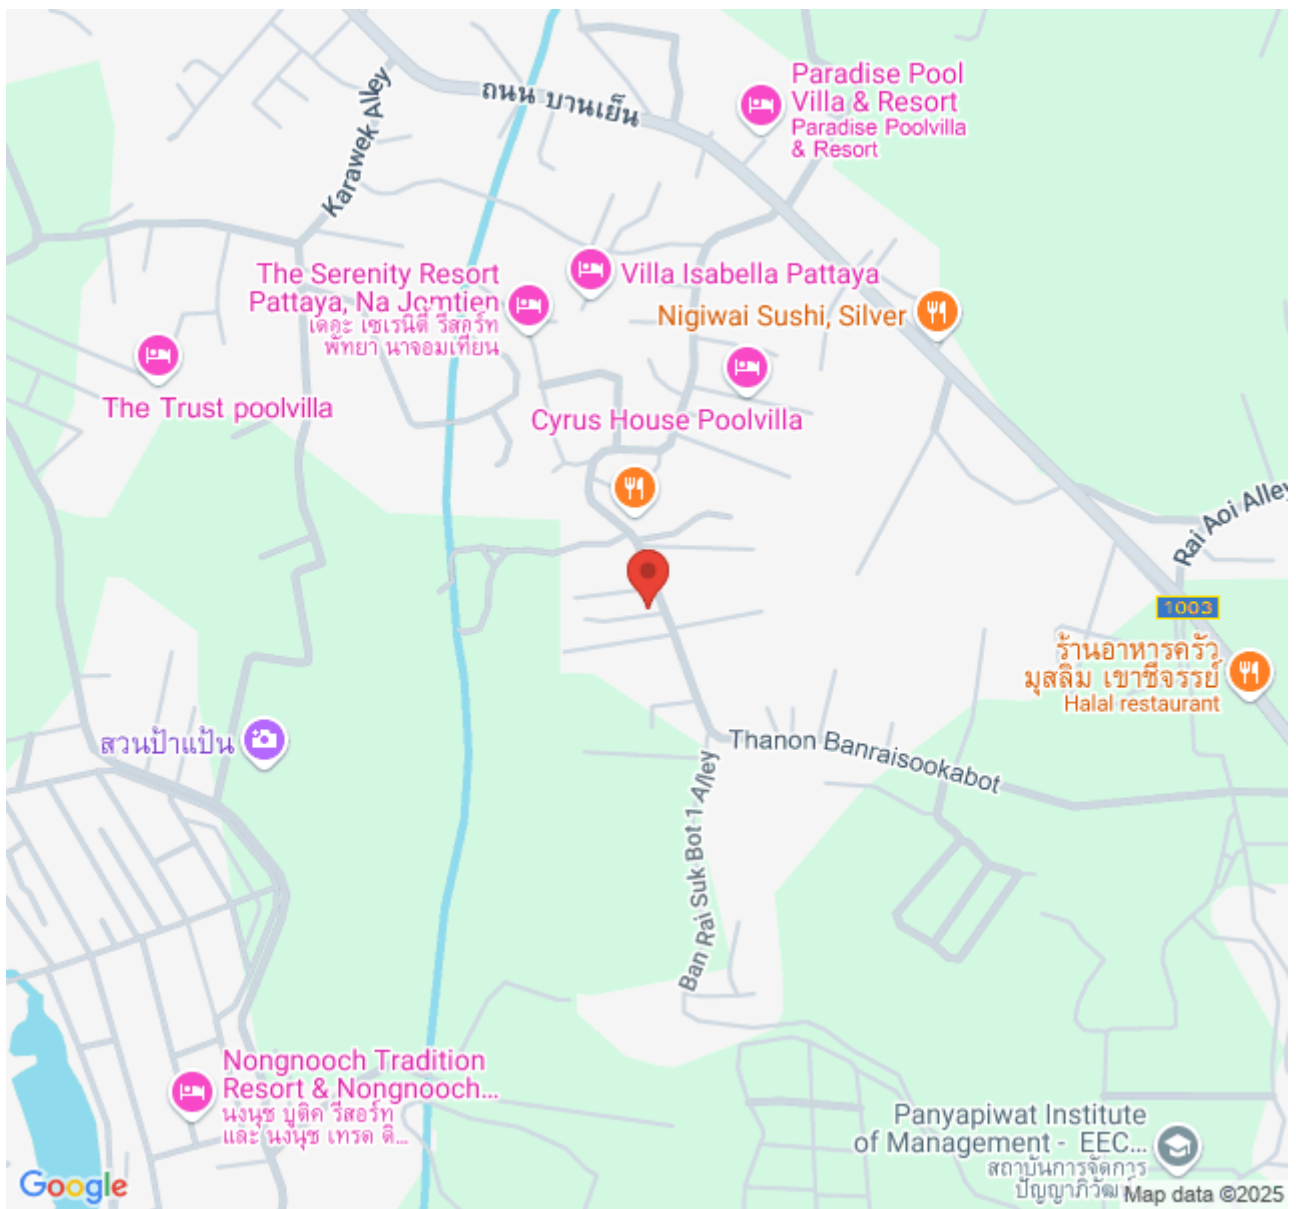 Paradise Pool
Villa & Resort
Paradise Poolvilla
& Resort
ถนน บานเย็น
Karawek Alley
The Serenity Resort
Pattaya, Na Jomtien
เดอะ เซเรนิตี้ รีสอร์ท
พัทยา นาจอมเทียน
Villa Isabella Pattaya
Nigiwai Sushi, Silver
The Trust poolvilla
Cyrus House Poolvilla
Rai Aoi Alley
1003
ร้านอาหารครัว
มุสลิม เขาชีจรรย์
Halal restaurant
สวนป้าแป้น
Thanon Banraisookabot
Ban Rai Suk Bot 1 Alley
Nongnooch Tradition
Resort & Nongnooch...
นงนุช บูติค รีสอร์ท
และ นงนุช เทรด ดิ...
Panyapiwat Institute
of Management - EEC...
สถาบันการจัดการ
ปัญญาภิวัฒน์
Google
Map data ©2025